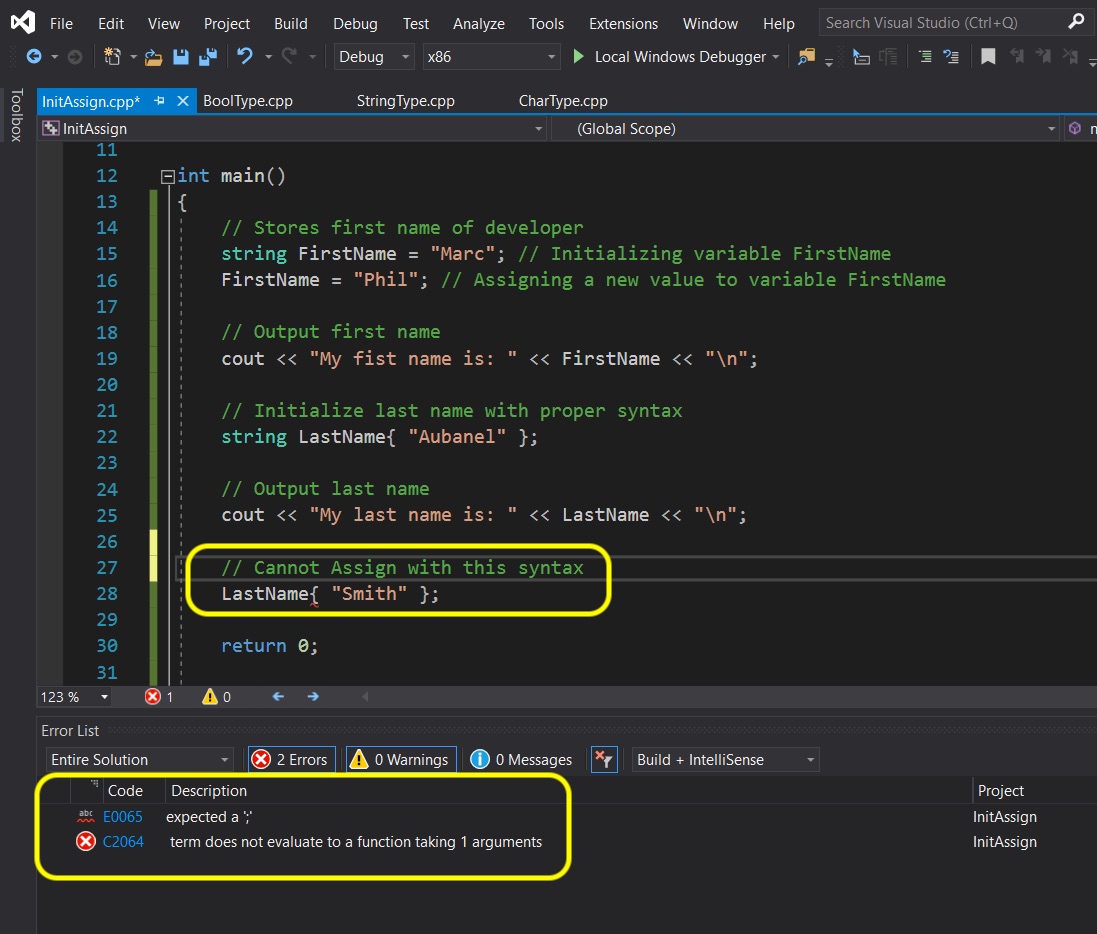 File Edit View Project Build Debug Test Analyze Tools Extensions Window Help Search Visual Studio (Ctrl+Q)
Debug x86 Local Windows Debugger
Toolbox
InitAssign.cpp* BoolType.cpp StringType.cpp CharType.cpp
InitAssign (Global Scope)
11
12 int main()
13 {
14 // Stores first name of developer
15 string FirstName = "Marc"; // Initializing variable FirstName
16 FirstName = "Phil"; // Assigning a new value to variable FirstName
17
18 // Output first name
19 cout << "My fist name is: " << FirstName << "\n";
20
21 // Initialize last name with proper syntax
22 string LastName{ "Aubanel" };
23
24 // Output last name
25 cout << "My last name is: " << LastName << "\n";
26
27 // Cannot Assign with this syntax
28 LastName{ "Smith" };
29
30 return 0;
31
123 % 1 0
Error List
Entire Solution 2 Errors 0 Warnings 0 Messages Build + IntelliSense
Code Description Project
abc E0065 expected a ';' InitAssign
C2064 term does not evaluate to a function taking 1 arguments InitAssign